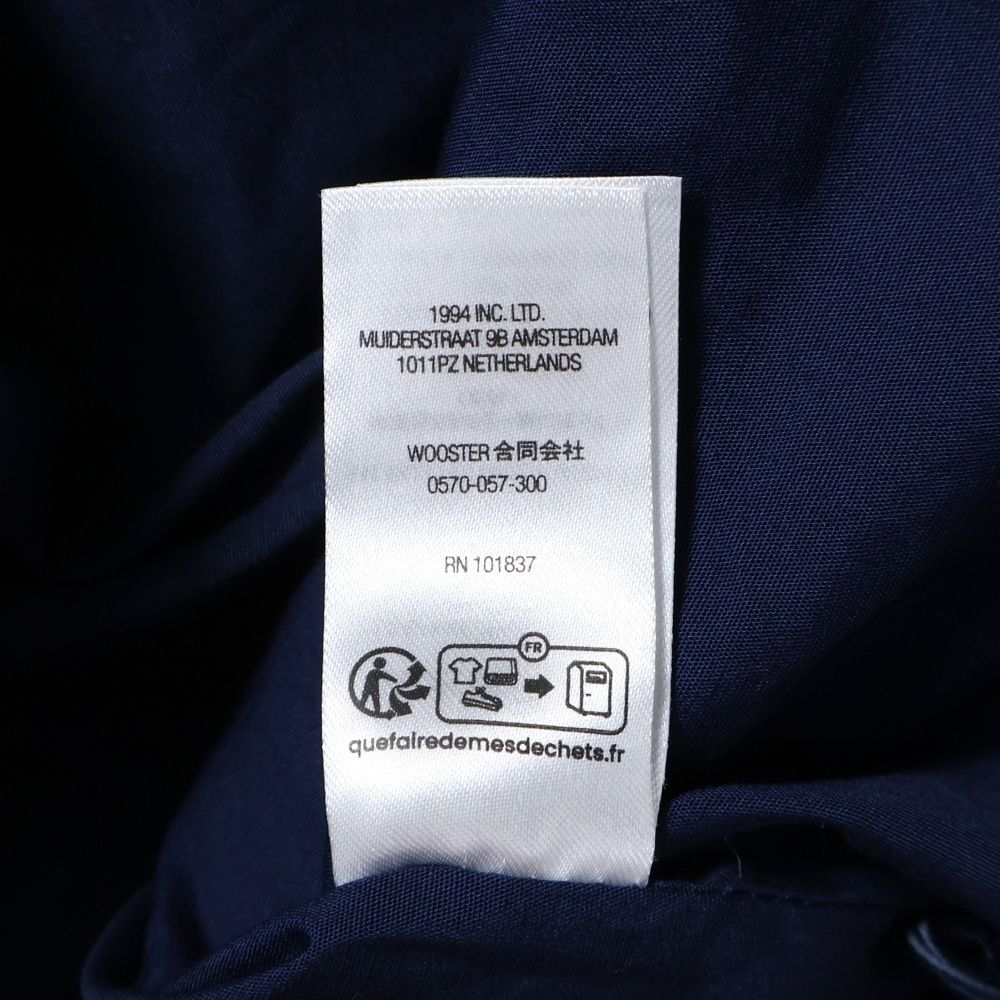 1994 INC. LTD.
MUIDERSTRAAT 9B AMSTERDAM
1011PZ NETHERLANDS
WOOSTER 合同会社
0570-057-300
RN 101837
FR
quefairedemesdechets.fr